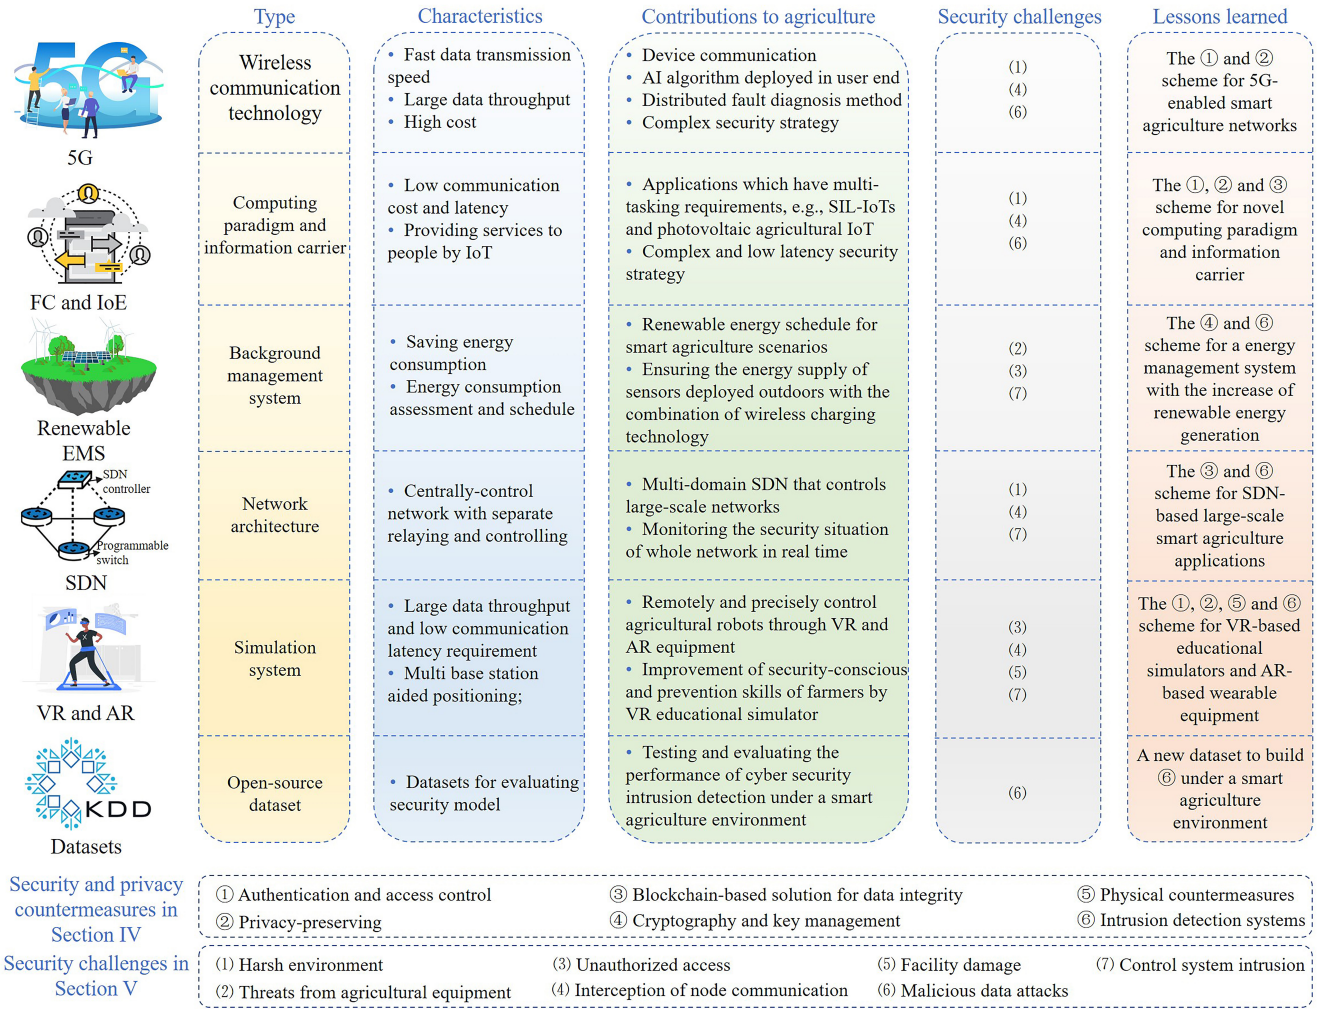 Type
Characteristics
Contributions to agriculture
Security challenges
Lessons learned
5G
5G
Wireless
communication
technology
• Fast data transmission
speed
• Large data throughput
• High cost
• Device communication
• AI algorithm deployed in user end
• Distributed fault diagnosis method
• Complex security strategy
(1)
(4)
(6)
The ① and ②
scheme for 5G-
enabled smart
agriculture networks
FC and IoE
Computing
paradigm and
information carrier
• Low communication
cost and latency
• Providing services to
people by IoT
• Applications which have multi-
tasking requirements, e.g., SIL-IoTs
and photovoltaic agricultural IoT
• Complex and low latency security
strategy
(1)
(4)
(6)
The ①, ② and ③
scheme for novel
computing paradigm
and information
carrier
Renewable
EMS
Background
management
system
• Saving energy
consumption
• Energy consumption
assessment and schedule
• Renewable energy schedule for
smart agriculture scenarios
• Ensuring the energy supply of
sensors deployed outdoors with the
combination of wireless charging
technology
(2)
(3)
(7)
The ④ and ⑥
scheme for a energy
management system
with the increase of
renewable energy
generation
SDN
controller
Programmable
switch
SDN
Network
architecture
• Centrally-control
network with separate
relaying and controlling
• Multi-domain SDN that controls
large-scale networks
• Monitoring the security situation
of whole network in real time
(1)
(4)
(7)
The ③ and ⑥
scheme for SDN-
based large-scale
smart agriculture
applications
VR and AR
Simulation
system
• Large data throughput
and low communication
latency requirement
• Multi base station
aided positioning;
• Remotely and precisely control
agricultural robots through VR and
AR equipment
• Improvement of security-conscious
and prevention skills of farmers by
VR educational simulator
(3)
(4)
(5)
(7)
The ①, ②, ⑤ and ⑥
scheme for VR-based
educational
simulators and AR-
based wearable
equipment
KDD
Datasets
Open-source
dataset
• Datasets for evaluating
security model
• Testing and evaluating the
performance of cyber security
intrusion detection under a smart
agriculture environment
(6)
A new dataset to build
⑥ under a smart
agriculture
environment
Security and privacy
countermeasures in
Section IV
① Authentication and access control
③ Blockchain-based solution for data integrity
⑤ Physical countermeasures
② Privacy-preserving
④ Cryptography and key management
⑥ Intrusion detection systems
Security challenges in
Section V
(1) Harsh environment
(3) Unauthorized access
(5) Facility damage
(7) Control system intrusion
(2) Threats from agricultural equipment
(4) Interception of node communication
(6) Malicious data attacks